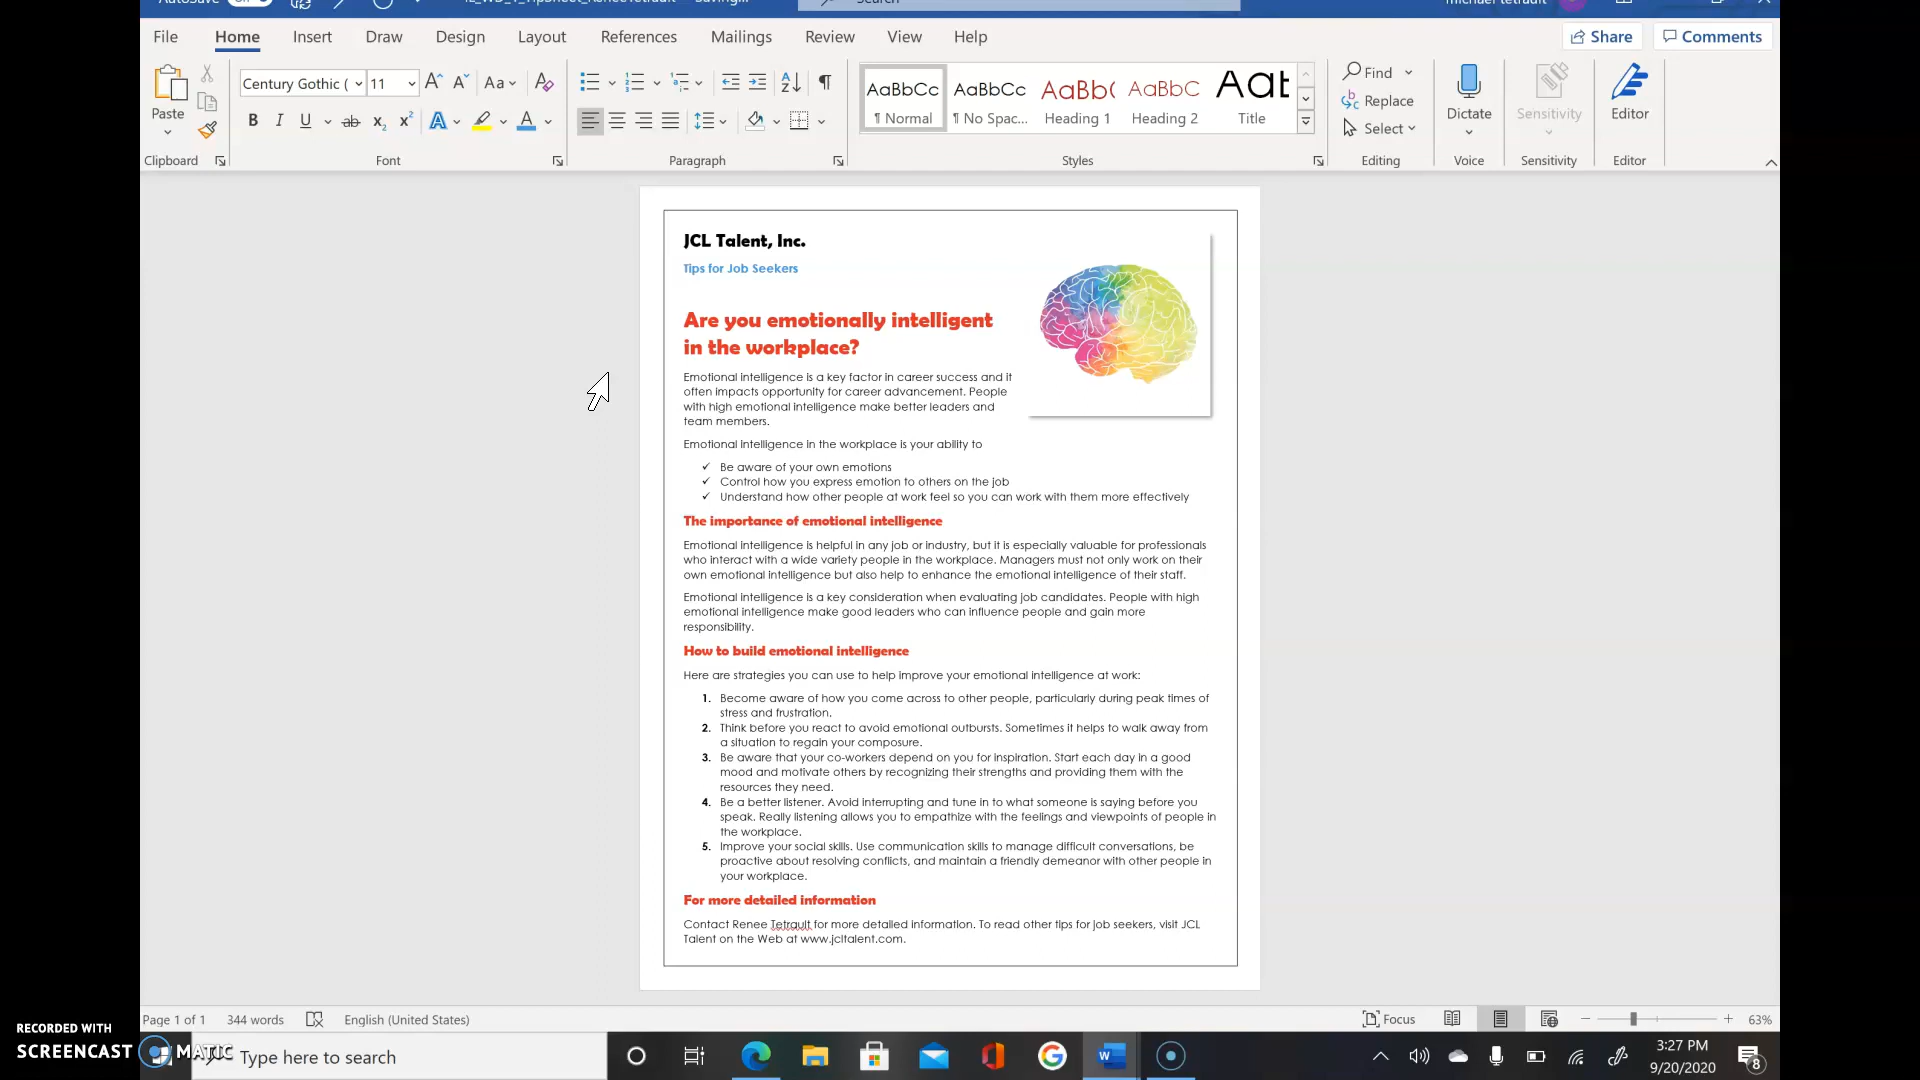 AutoSave On
Saving...
Search
michael tetrault
File Home Insert Draw Design Layout References Mailings Review View Help Share Comments
Paste
Century Gothic ( 11
Aa
AaBbCc AaBbCc AaBb( AaBbC Aat
¶ Normal ¶ No Spac... Heading 1 Heading 2 Title
Find
Replace
Select
Dictate
Sensitivity
Editor
Clipboard Font Paragraph Styles Editing Voice Sensitivity Editor
JCL Talent, Inc.
Tips for Job Seekers
Are you emotionally intelligent
in the workplace?
Emotional intelligence is a key factor in career success and it
often impacts opportunity for career advancement. People
with high emotional intelligence make better leaders and
team members.
Emotional intelligence in the workplace is your ability to
✓ Be aware of your own emotions
✓ Control how you express emotion to others on the job
✓ Understand how other people at work feel so you can work with them more effectively
The importance of emotional intelligence
Emotional intelligence is helpful in any job or industry, but it is especially valuable for professionals
who interact with a wide variety people in the workplace. Managers must not only work on their
own emotional intelligence but also help to enhance the emotional intelligence of their staff.
Emotional intelligence is a key consideration when evaluating job candidates. People with high
emotional intelligence make good leaders who can influence people and gain more
responsibility.
How to build emotional intelligence
Here are strategies you can use to help improve your emotional intelligence at work:
1. Become aware of how you come across to other people, particularly during peak times of
stress and frustration.
2. Think before you react to avoid emotional outbursts. Sometimes it helps to walk away from
a situation to regain your composure.
3. Be aware that your co-workers depend on you for inspiration. Start each day in a good
mood and motivate others by recognizing their strengths and providing them with the
resources they need.
4. Be a better listener. Avoid interrupting and tune in to what someone is saying before you
speak. Really listening allows you to empathize with the feelings and viewpoints of people in
the workplace.
5. Improve your social skills. Use communication skills to manage difficult conversations, be
proactive about resolving conflicts, and maintain a friendly demeanor with other people in
your workplace.
For more detailed information
Contact Renee Tetrault for more detailed information. To read other tips for job seekers, visit JCL
Talent on the Web at www.jcltalent.com.
Page 1 of 1 344 words English (United States) Focus 63%
RECORDED WITH
SCREENCAST MATIC
Type here to search
3:27 PM
9/20/2020
8